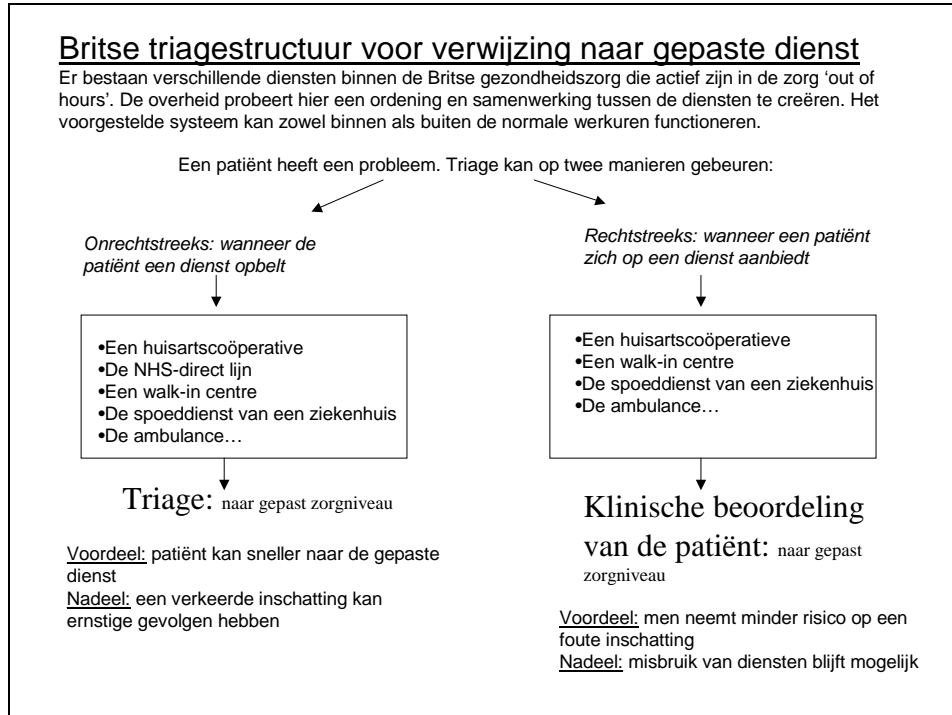 Britse triagestructuur voor verwijzing naar gepaste dienst
Er bestaan verschillende diensten binnen de Britse gezondheidszorg die actief zijn in de zorg ‘out of
hours’. De overheid probeert hier een ordening en samenwerking tussen de diensten te creëren. Het
voorgestelde systeem kan zowel binnen als buiten de normale werkuren functioneren.
Een patiënt heeft een probleem. Triage kan op twee manieren gebeuren:
Onrechtstreeks: wanneer de
patiënt een dienst opbelt
•Een huisartscoöperative
•De NHS-direct lijn
•Een walk-in centre
•De spoeddienst van een ziekenhuis
•De ambulance…
Triage: naar gepast zorgniveau
Voordeel: patiënt kan sneller naar de gepaste
dienst
Nadeel: een verkeerde inschatting kan
ernstige gevolgen hebben
Rechtstreeks: wanneer een patiënt
zich op een dienst aanbiedt
•Een huisartscoöperatieve
•Een walk-in centre
•De spoeddienst van een ziekenhuis
•De ambulance…
Klinische beoordeling
van de patiënt: naar gepast
zorgniveau
Voordeel: men neemt minder risico op een
foute inschatting
Nadeel: misbruik van diensten blijft mogelijk